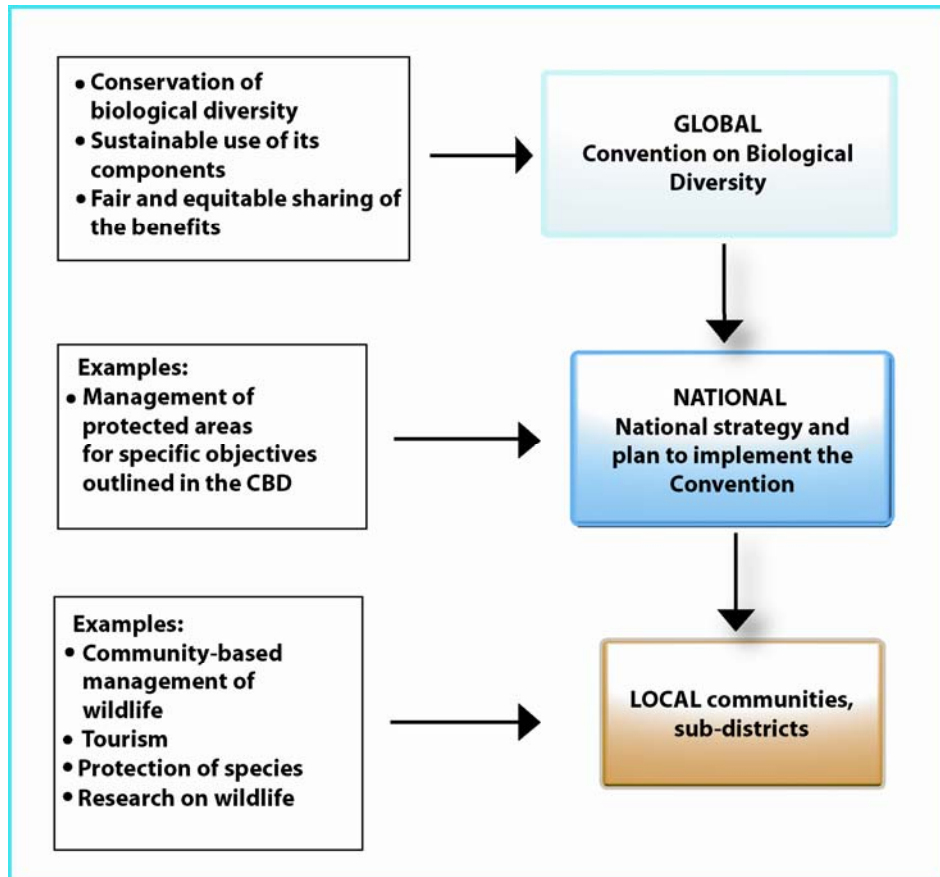 • Conservation of
biological diversity
• Sustainable use of its
components
• Fair and equitable sharing of
the benefits
GLOBAL
Convention on Biological
Diversity
Examples:
• Management of
protected areas
for specific objectives
outlined in the CBD
NATIONAL
National strategy and
plan to implement the
Convention
Examples:
• Community-based
management of
wildlife
• Tourism
• Protection of species
• Research on wildlife
LOCAL communities,
sub-districts